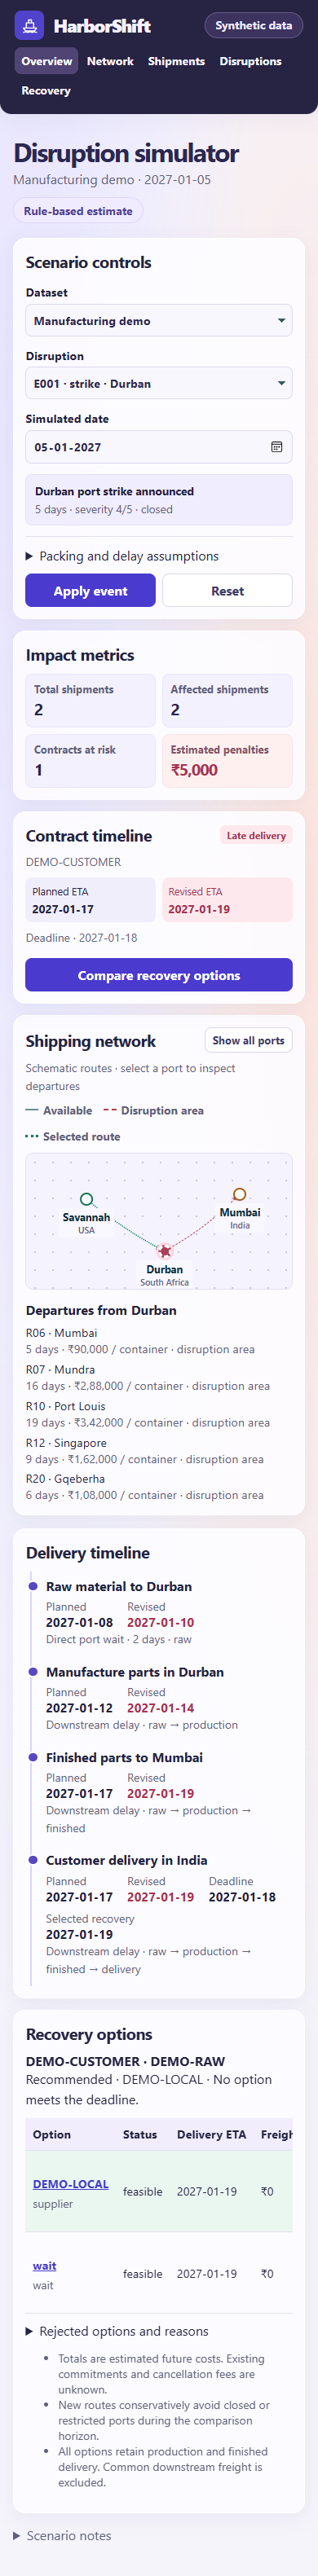 HarborShift
Synthetic data
Overview Network Shipments Disruptions
Recovery
Disruption simulator
Manufacturing demo · 2027-01-05
Rule-based estimate
Scenario controls
Dataset
Manufacturing demo
Disruption
E001 · strike · Durban
Simulated date
05-01-2027
Durban port strike announced
5 days · severity 4/5 · closed
Packing and delay assumptions
Apply event
Reset
Impact metrics
Total shipments
2
Affected shipments
2
Contracts at risk
1
Estimated penalties
₹5,000
Contract timeline
Late delivery
DEMO-CUSTOMER
Planned ETA
2027-01-17
Revised ETA
2027-01-19
Deadline · 2027-01-18
Compare recovery options
Shipping network
Show all ports
Schematic routes · select a port to inspect
departures
Available
Disruption area
Selected route
Savannah
USA
Mumbai
India
Durban
South Africa
Departures from Durban
R06 · Mumbai
5 days · ₹90,000 / container · disruption area
R07 · Mundra
16 days · ₹2,88,000 / container · disruption area
R10 · Port Louis
19 days · ₹3,42,000 / container · disruption area
R12 · Singapore
9 days · ₹1,62,000 / container · disruption area
R20 · Gqeberha
6 days · ₹1,08,000 / container · disruption area
Delivery timeline
Raw material to Durban
Planned Revised
2027-01-08 2027-01-10
Direct port wait · 2 days · raw
Manufacture parts in Durban
Planned Revised
2027-01-12 2027-01-14
Downstream delay · raw → production
Finished parts to Mumbai
Planned Revised
2027-01-17 2027-01-19
Downstream delay · raw → production →
finished
Customer delivery in India
Planned Revised Deadline
2027-01-17 2027-01-19 2027-01-18
Selected recovery
2027-01-19
Downstream delay · raw → production →
finished → delivery
Recovery options
DEMO-CUSTOMER · DEMO-RAW
Recommended · DEMO-LOCAL · No option
meets the deadline.
Option Status Delivery ETA Freigh
DEMO-LOCAL
supplier
feasible 2027-01-19 ₹0
wait
wait
feasible 2027-01-19 ₹0
Rejected options and reasons
• Totals are estimated future costs. Existing
commitments and cancellation fees are
unknown.
• New routes conservatively avoid closed or
restricted ports during the comparison
horizon.
• All options retain production and finished
delivery. Common downstream freight is
excluded.
Scenario notes